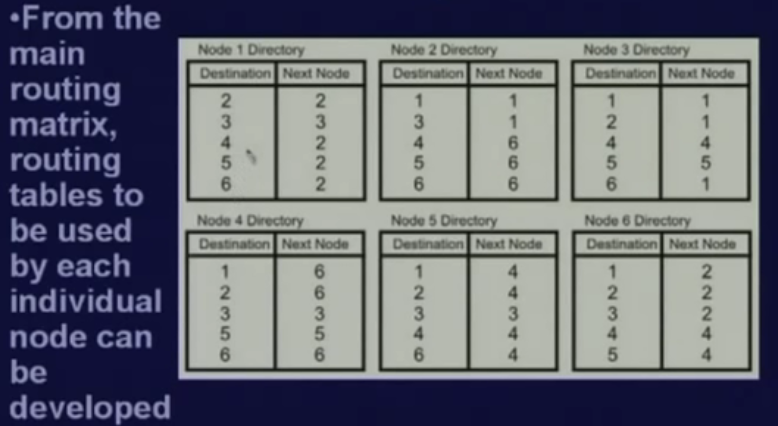 •From the
main
routing
matrix,
routing
tables to
be used
by each
individual
node can
be
developed
Node 1 Directory
Destination Next Node
2 2
3 3
4 2
5 2
6 2
Node 2 Directory
Destination Next Node
1 1
3 1
4 6
5 6
6 6
Node 3 Directory
Destination Next Node
1 1
2 1
4 4
5 5
6 1
Node 4 Directory
Destination Next Node
1 6
2 6
3 3
5 5
6 6
Node 5 Directory
Destination Next Node
1 4
2 4
3 3
4 4
6 4
Node 6 Directory
Destination Next Node
1 2
2 2
3 2
4 4
5 4